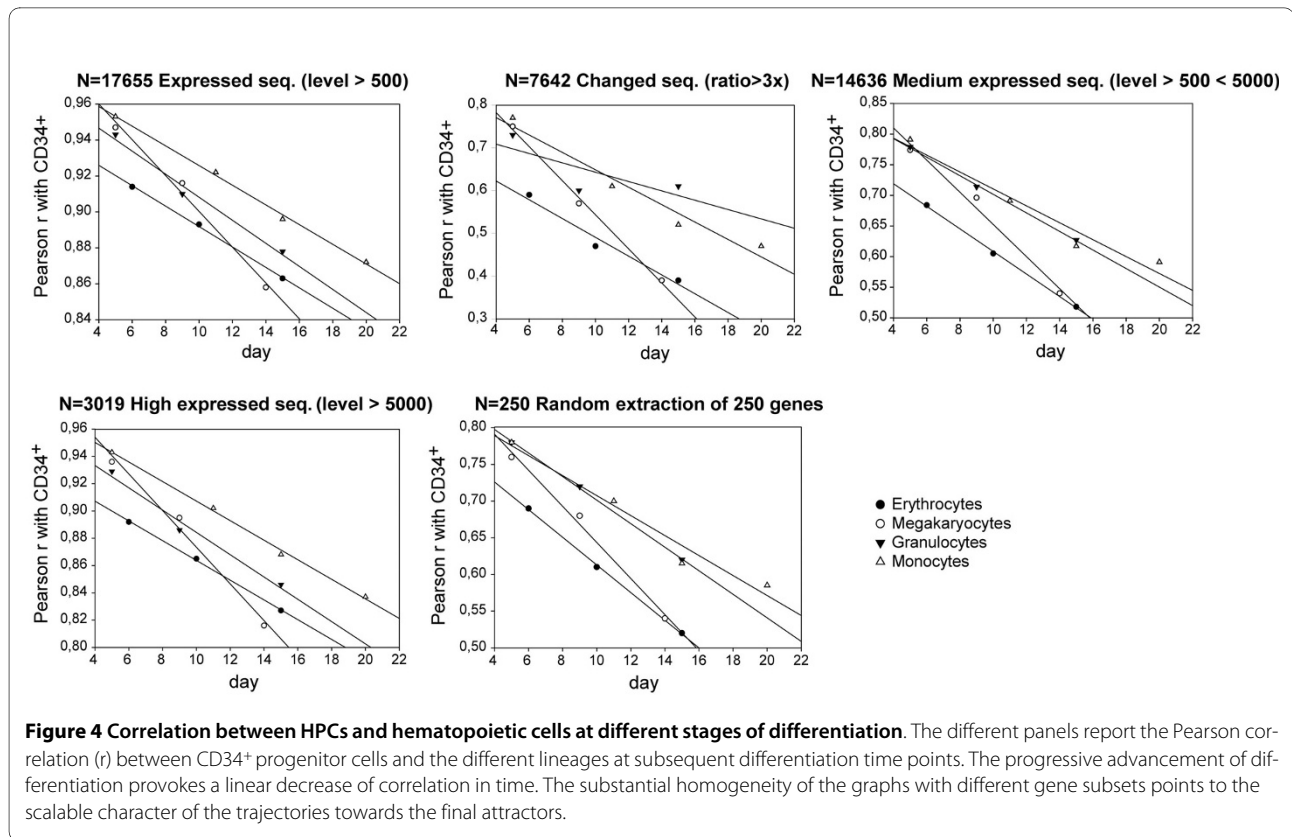 N=17655 Expressed seq. (level > 500)
Pearson r with CD34+
0,96
0,94
0,92
0,90
0,88
0,86
0,84
4 6 8 10 12 14 16 18 20 22
day
N=7642 Changed seq. (ratio>3x)
Pearson r with CD34+
0,8
0,7
0,6
0,5
0,4
0,3
4 6 8 10 12 14 16 18 20 22
day
N=14636 Medium expressed seq. (level > 500 < 5000)
Pearson r with CD34+
0,85
0,80
0,75
0,70
0,65
0,60
0,55
0,50
4 6 8 10 12 14 16 18 20 22
day
N=3019 High expressed seq. (level > 5000)
Pearson r with CD34+
0,96
0,94
0,92
0,90
0,88
0,86
0,84
0,82
0,80
4 6 8 10 12 14 16 18 20 22
day
N=250 Random extraction of 250 genes
Pearson r with CD34+
0,80
0,75
0,70
0,65
0,60
0,55
0,50
4 6 8 10 12 14 16 18 20 22
day
● Erythrocytes
○ Megakaryocytes
▼ Granulocytes
△ Monocytes
Figure 4 Correlation between HPCs and hematopoietic cells at different stages of differentiation. The different panels report the Pearson cor-
relation (r) between CD34+ progenitor cells and the different lineages at subsequent differentiation time points. The progressive advancement of dif-
ferentiation provokes a linear decrease of correlation in time. The substantial homogeneity of the graphs with different gene subsets points to the
scalable character of the trajectories towards the final attractors.